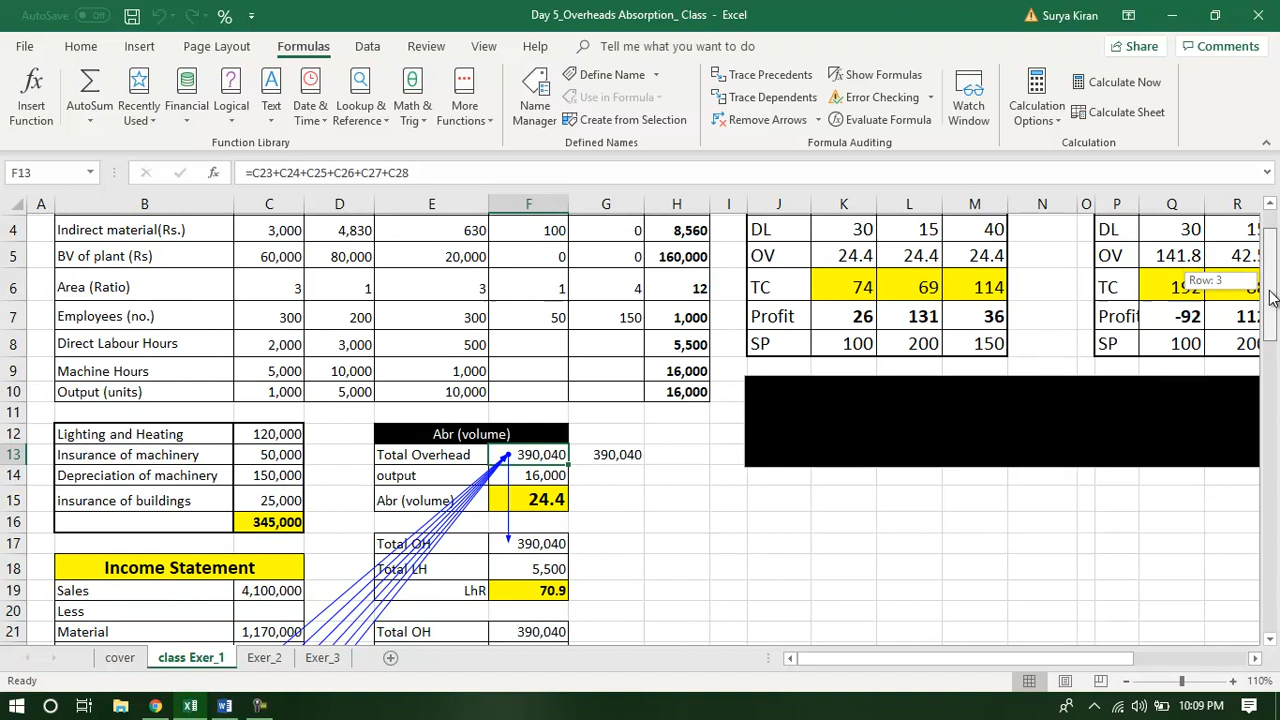 AutoSave Off Day 5_Overheads Absorption_ Class - Excel Surya Kiran
File Home Insert Page Layout Formulas Data Review View Help Tell me what you want to do Share Comments
Insert Function
AutoSum
Recently Used
Financial
Logical
Text
Date & Time
Lookup & Reference
Math & Trig
More Functions
Function Library
Name Manager
Define Name
Use in Formula
Create from Selection
Defined Names
Trace Precedents
Trace Dependents
Remove Arrows
Show Formulas
Error Checking
Evaluate Formula
Formula Auditing
Watch Window
Calculation Options
Calculate Now
Calculate Sheet
Calculation
F13 fx =C23+C24+C25+C26+C27+C28
A B C D E F G H I J K L M N O P Q R
4 Indirect material(Rs.) 3,000 4,830 630 100 0 8,560 DL 30 15 40 DL 30
5 BV of plant (Rs) 60,000 80,000 20,000 0 0 160,000 OV 24.4 24.4 24.4 OV 141.8
6 Area (Ratio) 3 1 3 1 4 12 TC 74 69 114 TC
Row: 3
7 Employees (no.) 300 200 300 50 150 1,000 Profit 26 131 36 Profit -92
8 Direct Labour Hours 2,000 3,000 500 5,500 SP 100 200 150 SP 100
9 Machine Hours 5,000 10,000 1,000 16,000
10 Output (units) 1,000 5,000 10,000 16,000
11
12 Lighting and Heating 120,000 Abr (volume)
13 Insurance of machinery 50,000 Total Overhead 390,040 390,040
14 Depreciation of machinery 150,000 output 16,000
15 insurance of buildings 25,000 Abr (volume) 24.4
16 345,000
17 Total OH 390,040
18 Income Statement Total LH 5,500
19 Sales 4,100,000 LhR 70.9
20 Less
21 Material 1,170,000 Total OH 390,040
cover class Exer_1 Exer_2 Exer_3
Ready 110%
10:09 PM